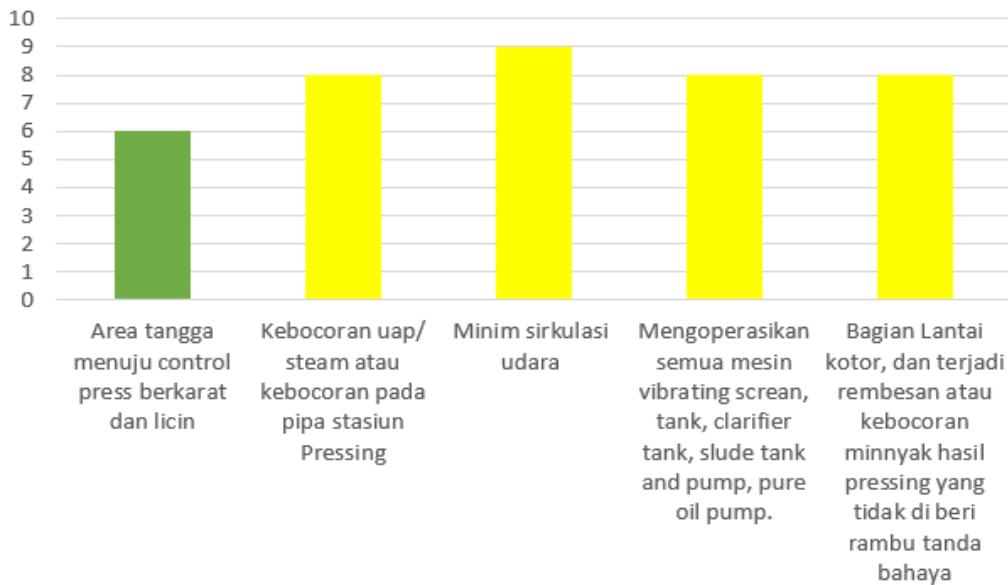 10
9
8
7
6
5
4
3
2
1
0
Area tangga
menuju control
press berkarat
dan licin
Kebocoran uap/
steam atau
kebocoran pada
pipa stasiun
Pressing
Minim sirkulasi
udara
Mengoperasikan
semua mesin
vibrating screan,
tank, clarifier
tank, slude tank
and pump, pure
oil pump.
Bagian Lantai
kotor, dan terjadi
rembesan atau
kebocoran
minnyak hasil
pressing yang
tidak di beri
rambu tanda
bahaya